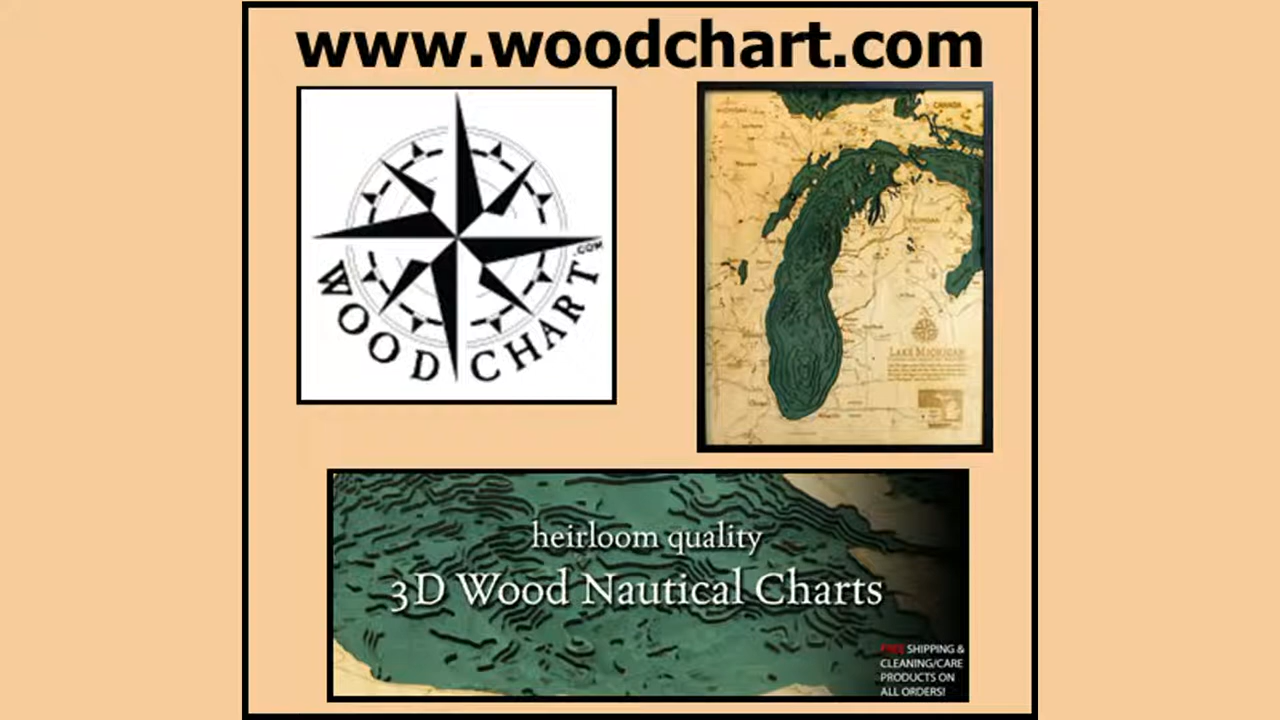 www.woodchart.com
WOOD CHART
.COM
CANADA
MICHIGAN
LAKE MICHIGAN
heirloom quality
3D Wood Nautical Charts
FREE SHIPPING &
CLEANING/CARE
PRODUCTS ON
ALL ORDERS!